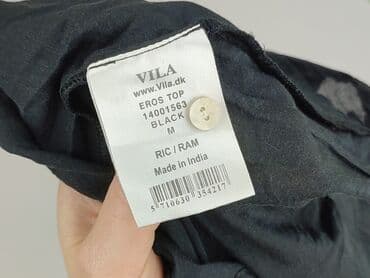 VILA
www.Vila.dk
EROS TOP
14001563
BLACK
M
RIC / RAM
Made in India
5 710630 354217